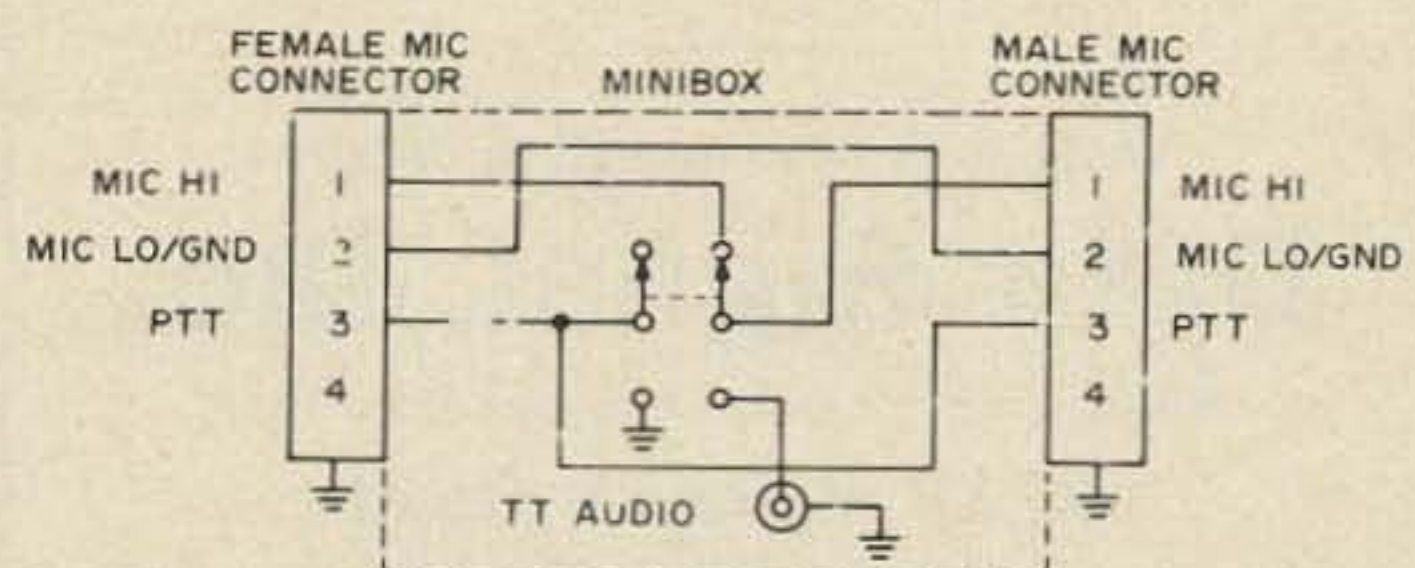 FEMALE MIC
CONNECTOR
MINIBOX
MALE MIC
CONNECTOR
MIC HI
1
1
MIC HI
MIC LO/GND
2
2
MIC LO/GND
PTT
3
3
PTT
4
4
TT AUDIO